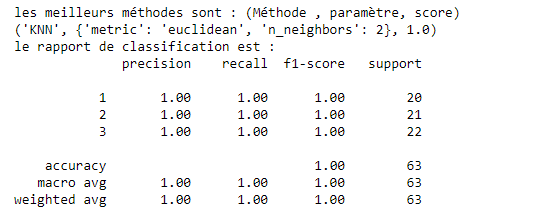 les meilleurs méthodes sont : (Méthode , paramètre, score)
('KNN', {'metric': 'euclidean', 'n_neighbors': 2}, 1.0)
le rapport de classification est :
precision recall f1-score support
1 1.00 1.00 1.00 20
2 1.00 1.00 1.00 21
3 1.00 1.00 1.00 22
accuracy 1.00 63
macro avg 1.00 1.00 1.00 63
weighted avg 1.00 1.00 1.00 63